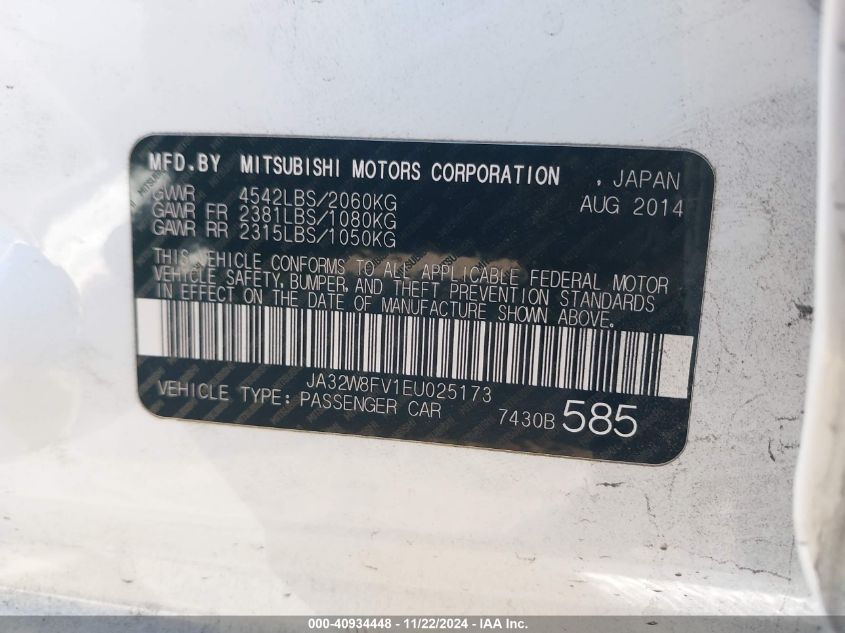 MFD.BY MITSUBISHI MOTORS CORPORATION , JAPAN
GWR 4542LBS/2060KG AUG 2014
GAWR FR 2381LBS/1080KG
GAWR RR 2315LBS/1050KG
THIS VEHICLE CONFORMS TO ALL APPLICABLE FEDERAL MOTOR
VEHICLE SAFETY, BUMPER, AND THEFT PREVENTION STANDARDS
IN EFFECT ON THE DATE OF MANUFACTURE SHOWN ABOVE.
JA32W8FV1EU025173
VEHICLE TYPE: PASSENGER CAR 7430B 585
000-40934448 - 11/22/2024 - IAAI Inc.